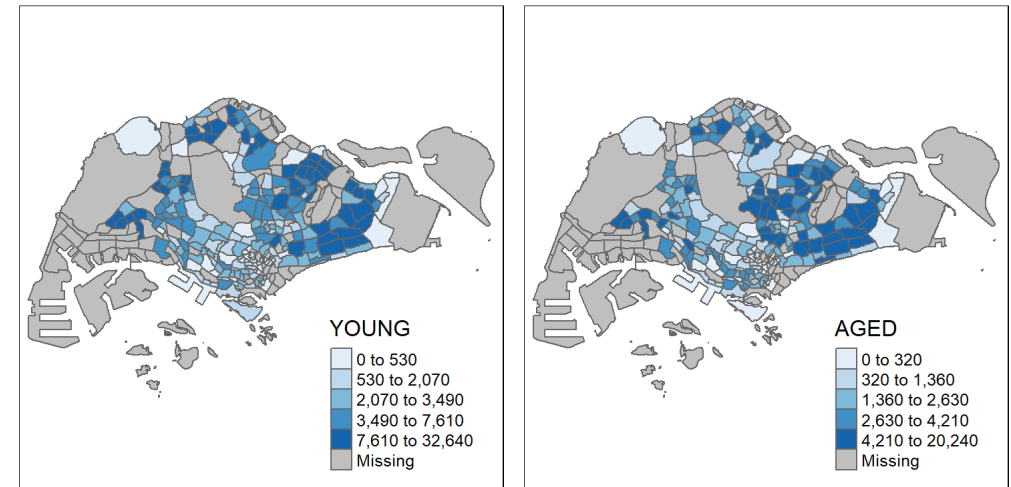 YOUNG
0 to 530
530 to 2,070
2,070 to 3,490
3,490 to 7,610
7,610 to 32,640
Missing
AGED
0 to 320
320 to 1,360
1,360 to 2,630
2,630 to 4,210
4,210 to 20,240
Missing